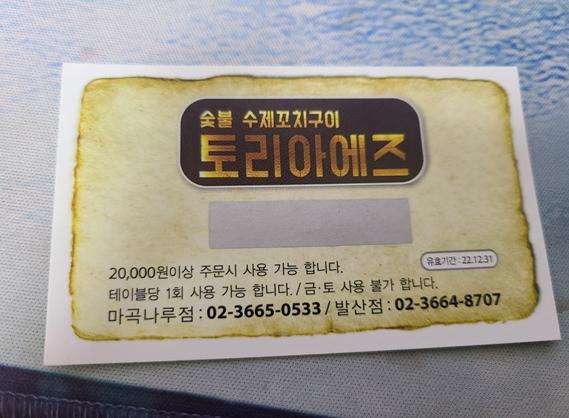 숯불 수제꼬치구이
토리아에즈
유효기간 : 22.12.31
20,000원이상 주문시 사용 가능 합니다.
테이블당 1회 사용 가능 합니다. / 금·토 사용 불가 합니다.
마곡나루점 : 02-3665-0533 / 발산점 : 02-3664-8707